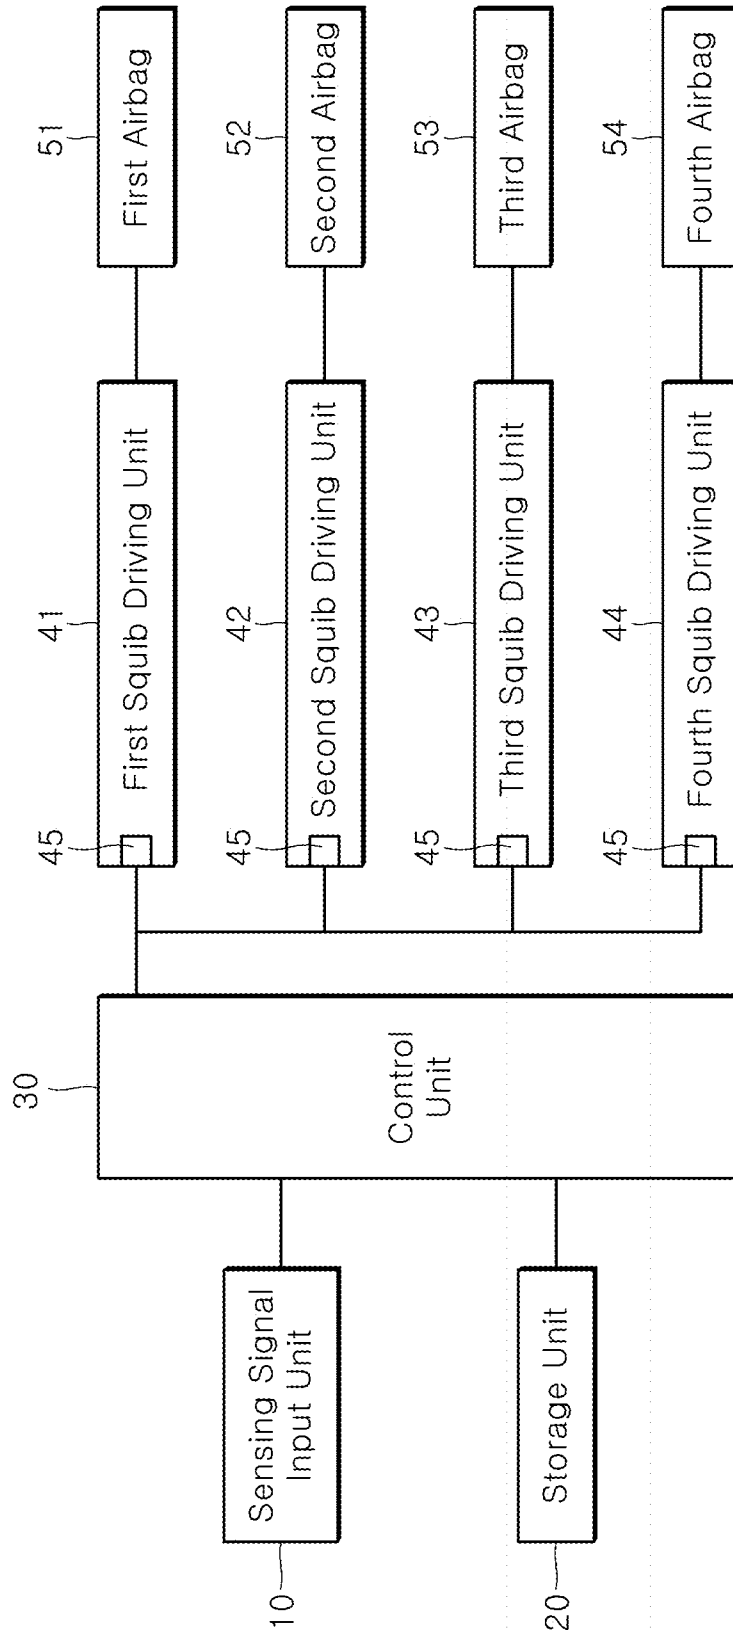 10
Sensing Signal
Input Unit
20
Storage Unit
30
Control
Unit
45
41
First Squib Driving Unit
51
First Airbag
45
42
Second Squib Driving Unit
52
Second Airbag
45
43
Third Squib Driving Unit
53
Third Airbag
45
44
Fourth Squib Driving Unit
54
Fourth Airbag